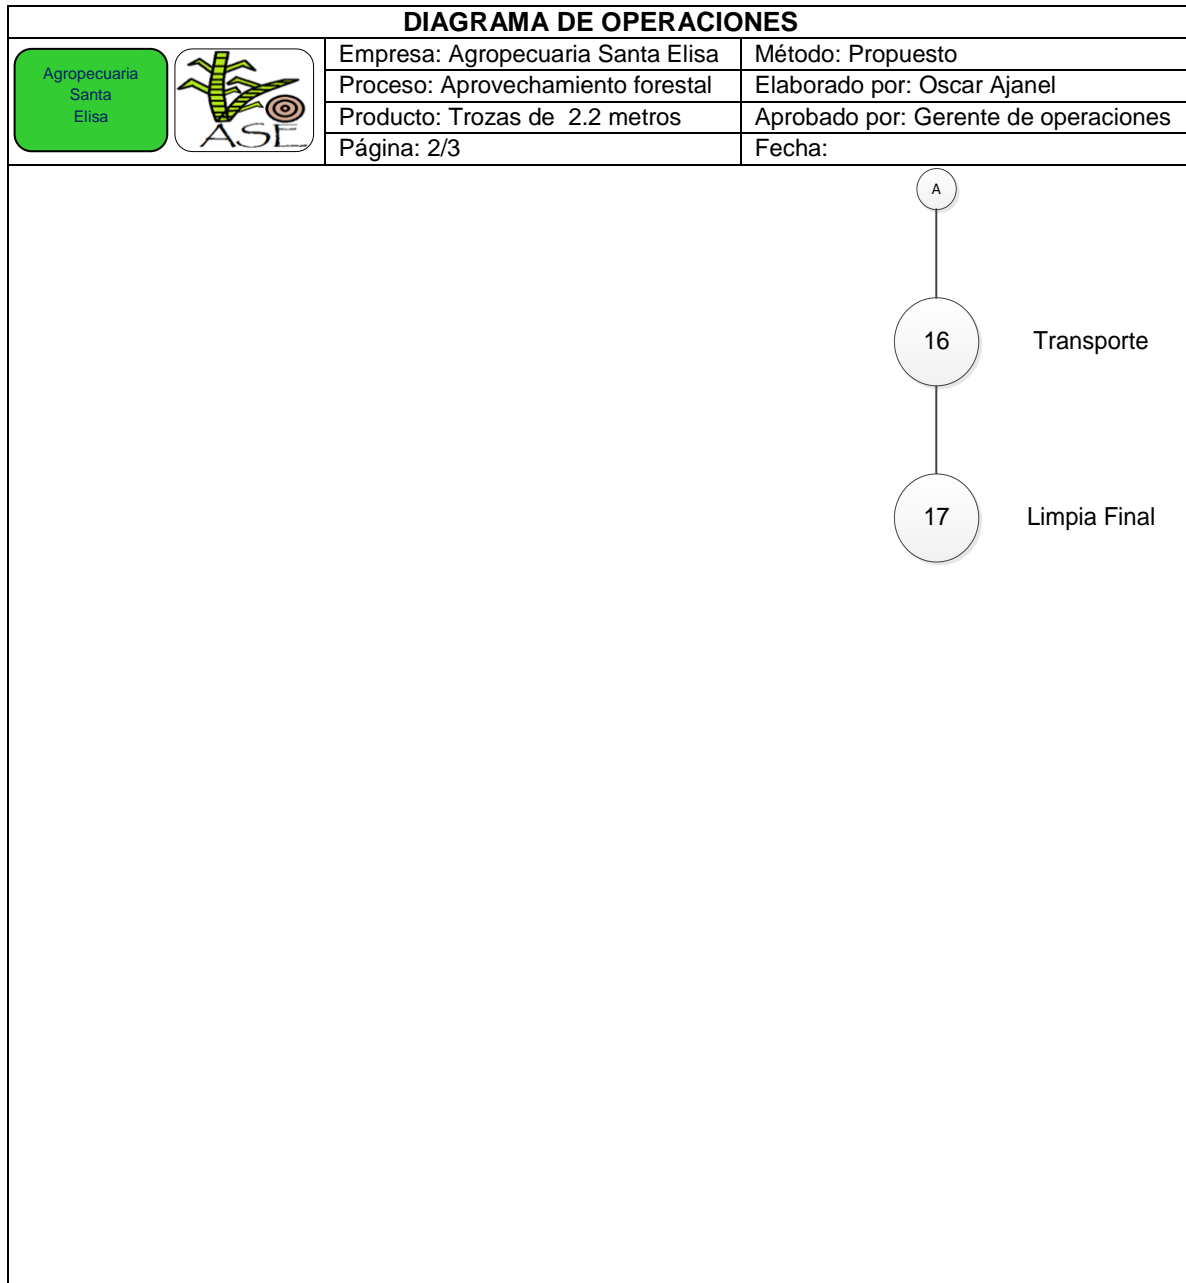 DIAGRAMA DE OPERACIONES
Agropecuaria
Santa
Elisa
ASE
Empresa: Agropecuaria Santa Elisa
Método: Propuesto
Proceso: Aprovechamiento forestal
Elaborado por: Oscar Ajanel
Producto: Trozas de 2.2 metros
Aprobado por: Gerente de operaciones
Página: 2/3
Fecha:
A
16
Transporte
17
Limpia Final